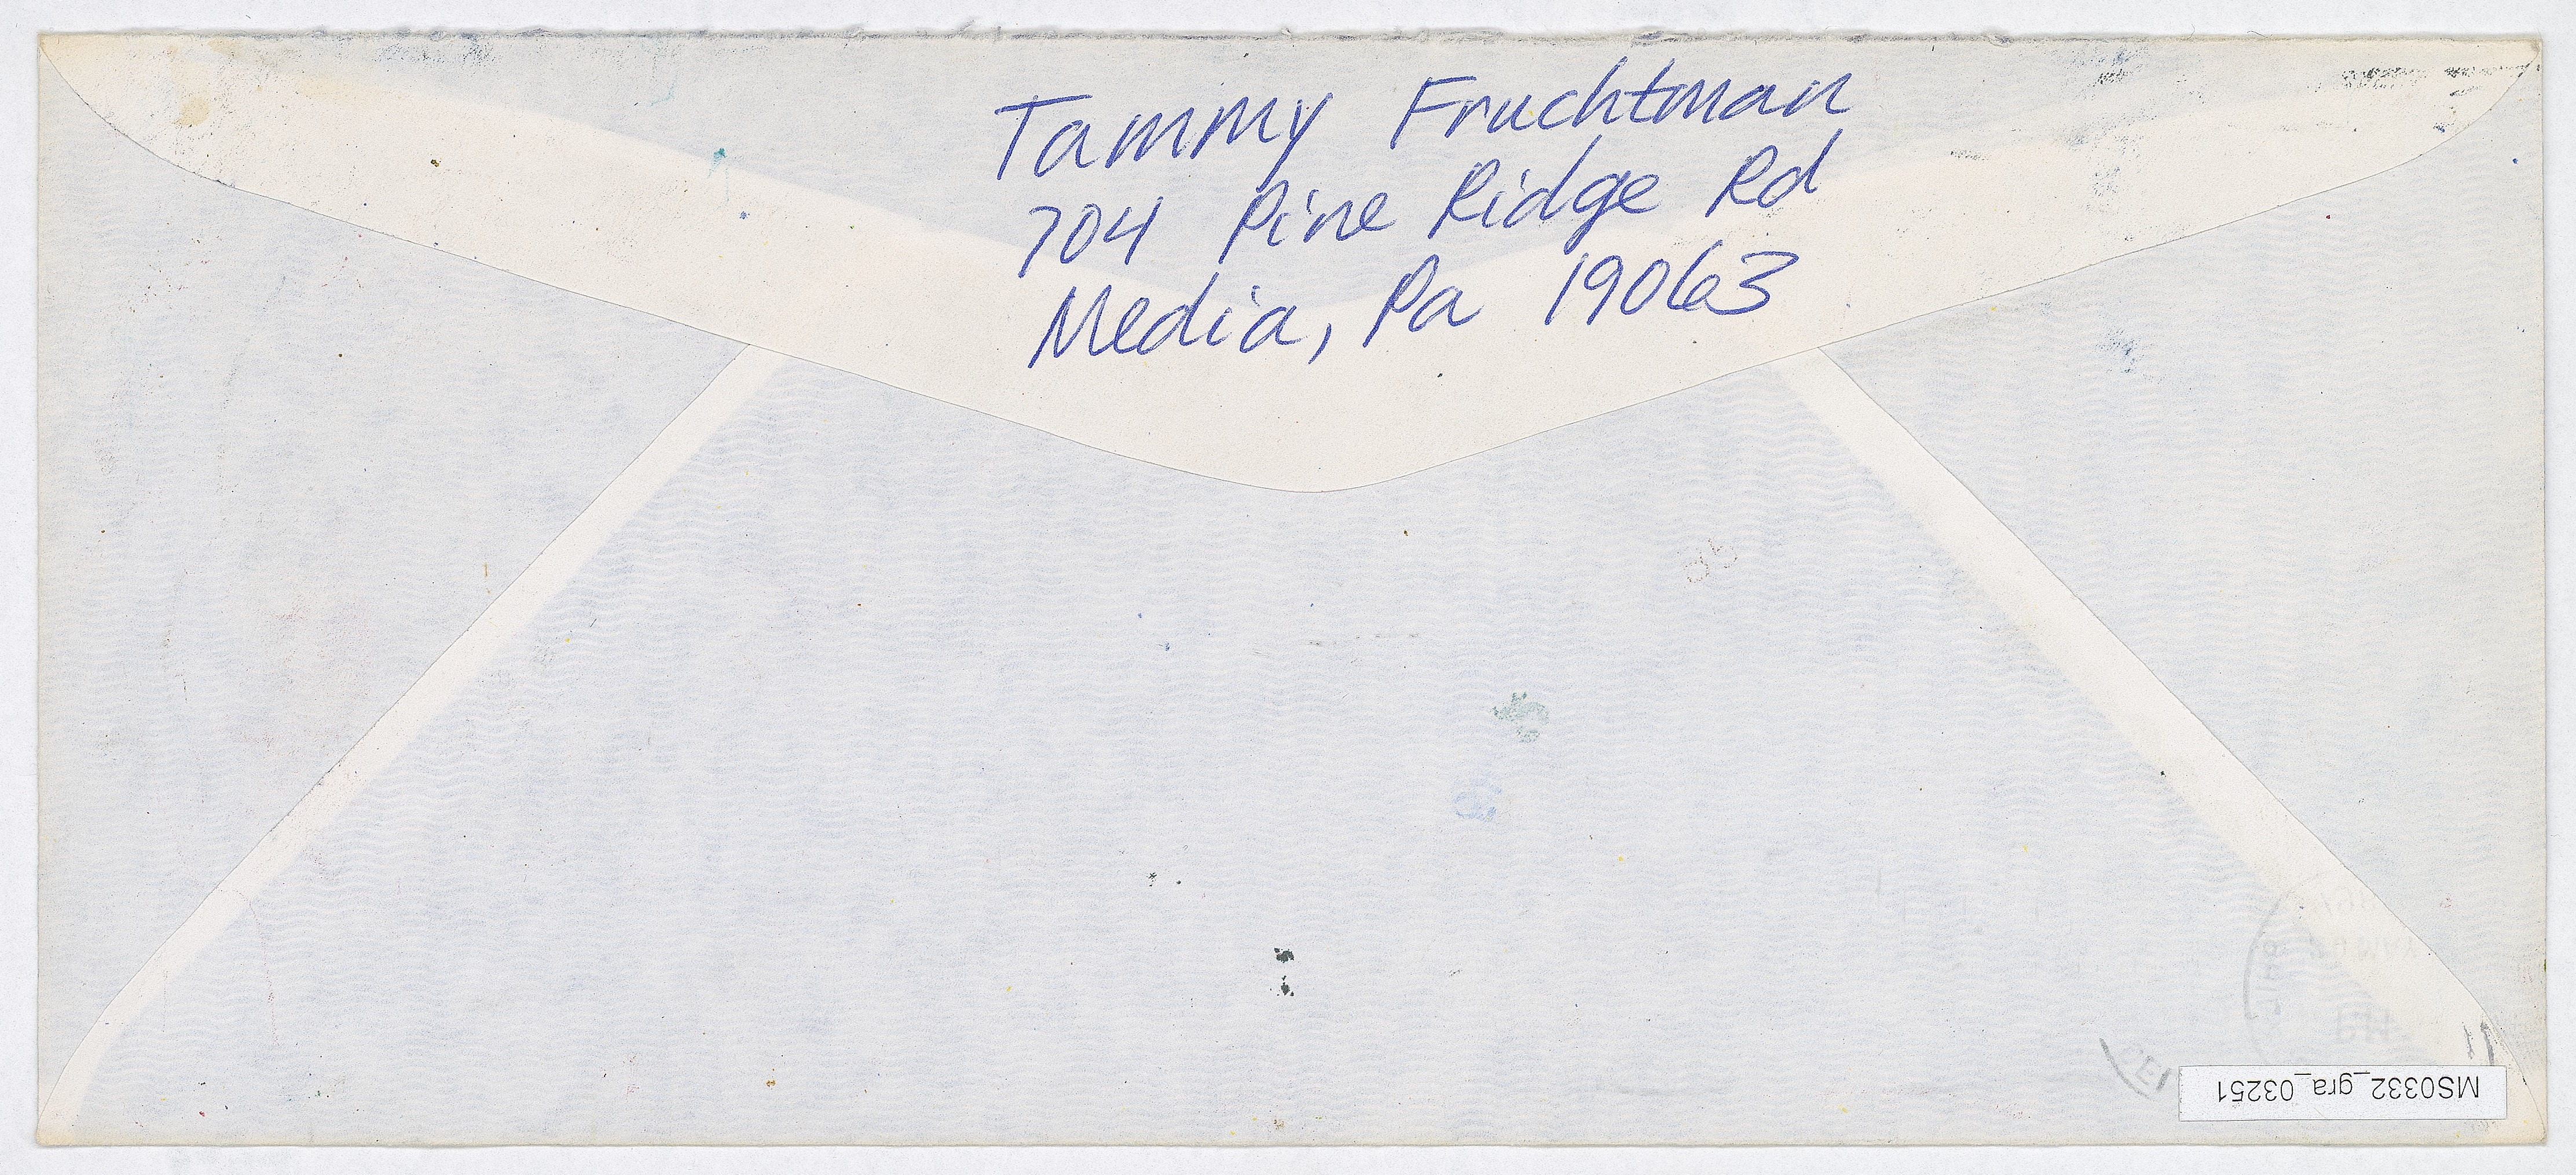 Tammy Fruchtman
704 Pine Ridge Rd
Media, Pa 19063
MS0332_gra_03251